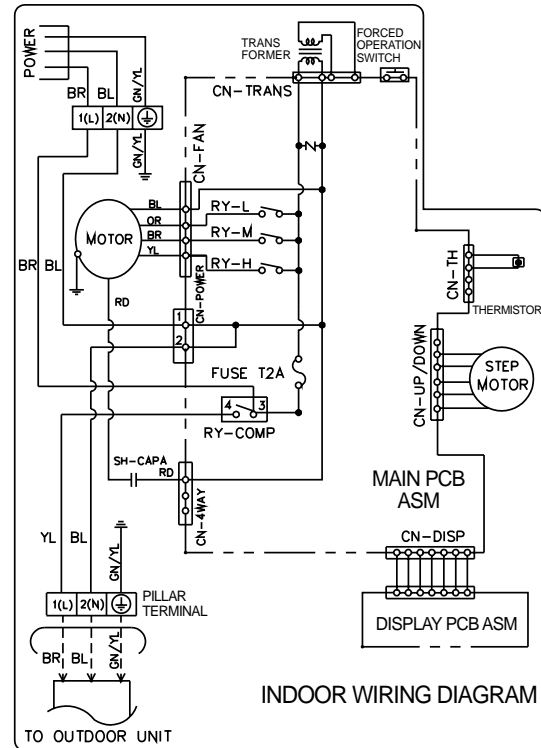 POWER
BR
BL
GN/YL
1(L)
2(N)
GN/YL
TRANS
FORMER
FORCED
OPERATION
SWITCH
CN-TRANS
CN-FAN
BL
OR
BR
YL
RY-L
RY-M
RY-H
MOTOR
BR
BL
RD
CN-POWER
1
2
CN-TH
THERMISTOR
CN-UP/DOWN
STEP
MOTOR
FUSE T2A
4
3
RY-COMP
SH-CAPA
RD
CN-4WAY
MAIN PCB
ASM
CN-DISP
DISPLAY PCB ASM
YL
BL
GN/YL
1(L)
2(N)
PILLAR
TERMINAL
BR
BL
GN/YL
TO OUTDOOR UNIT
INDOOR WIRING DIAGRAM